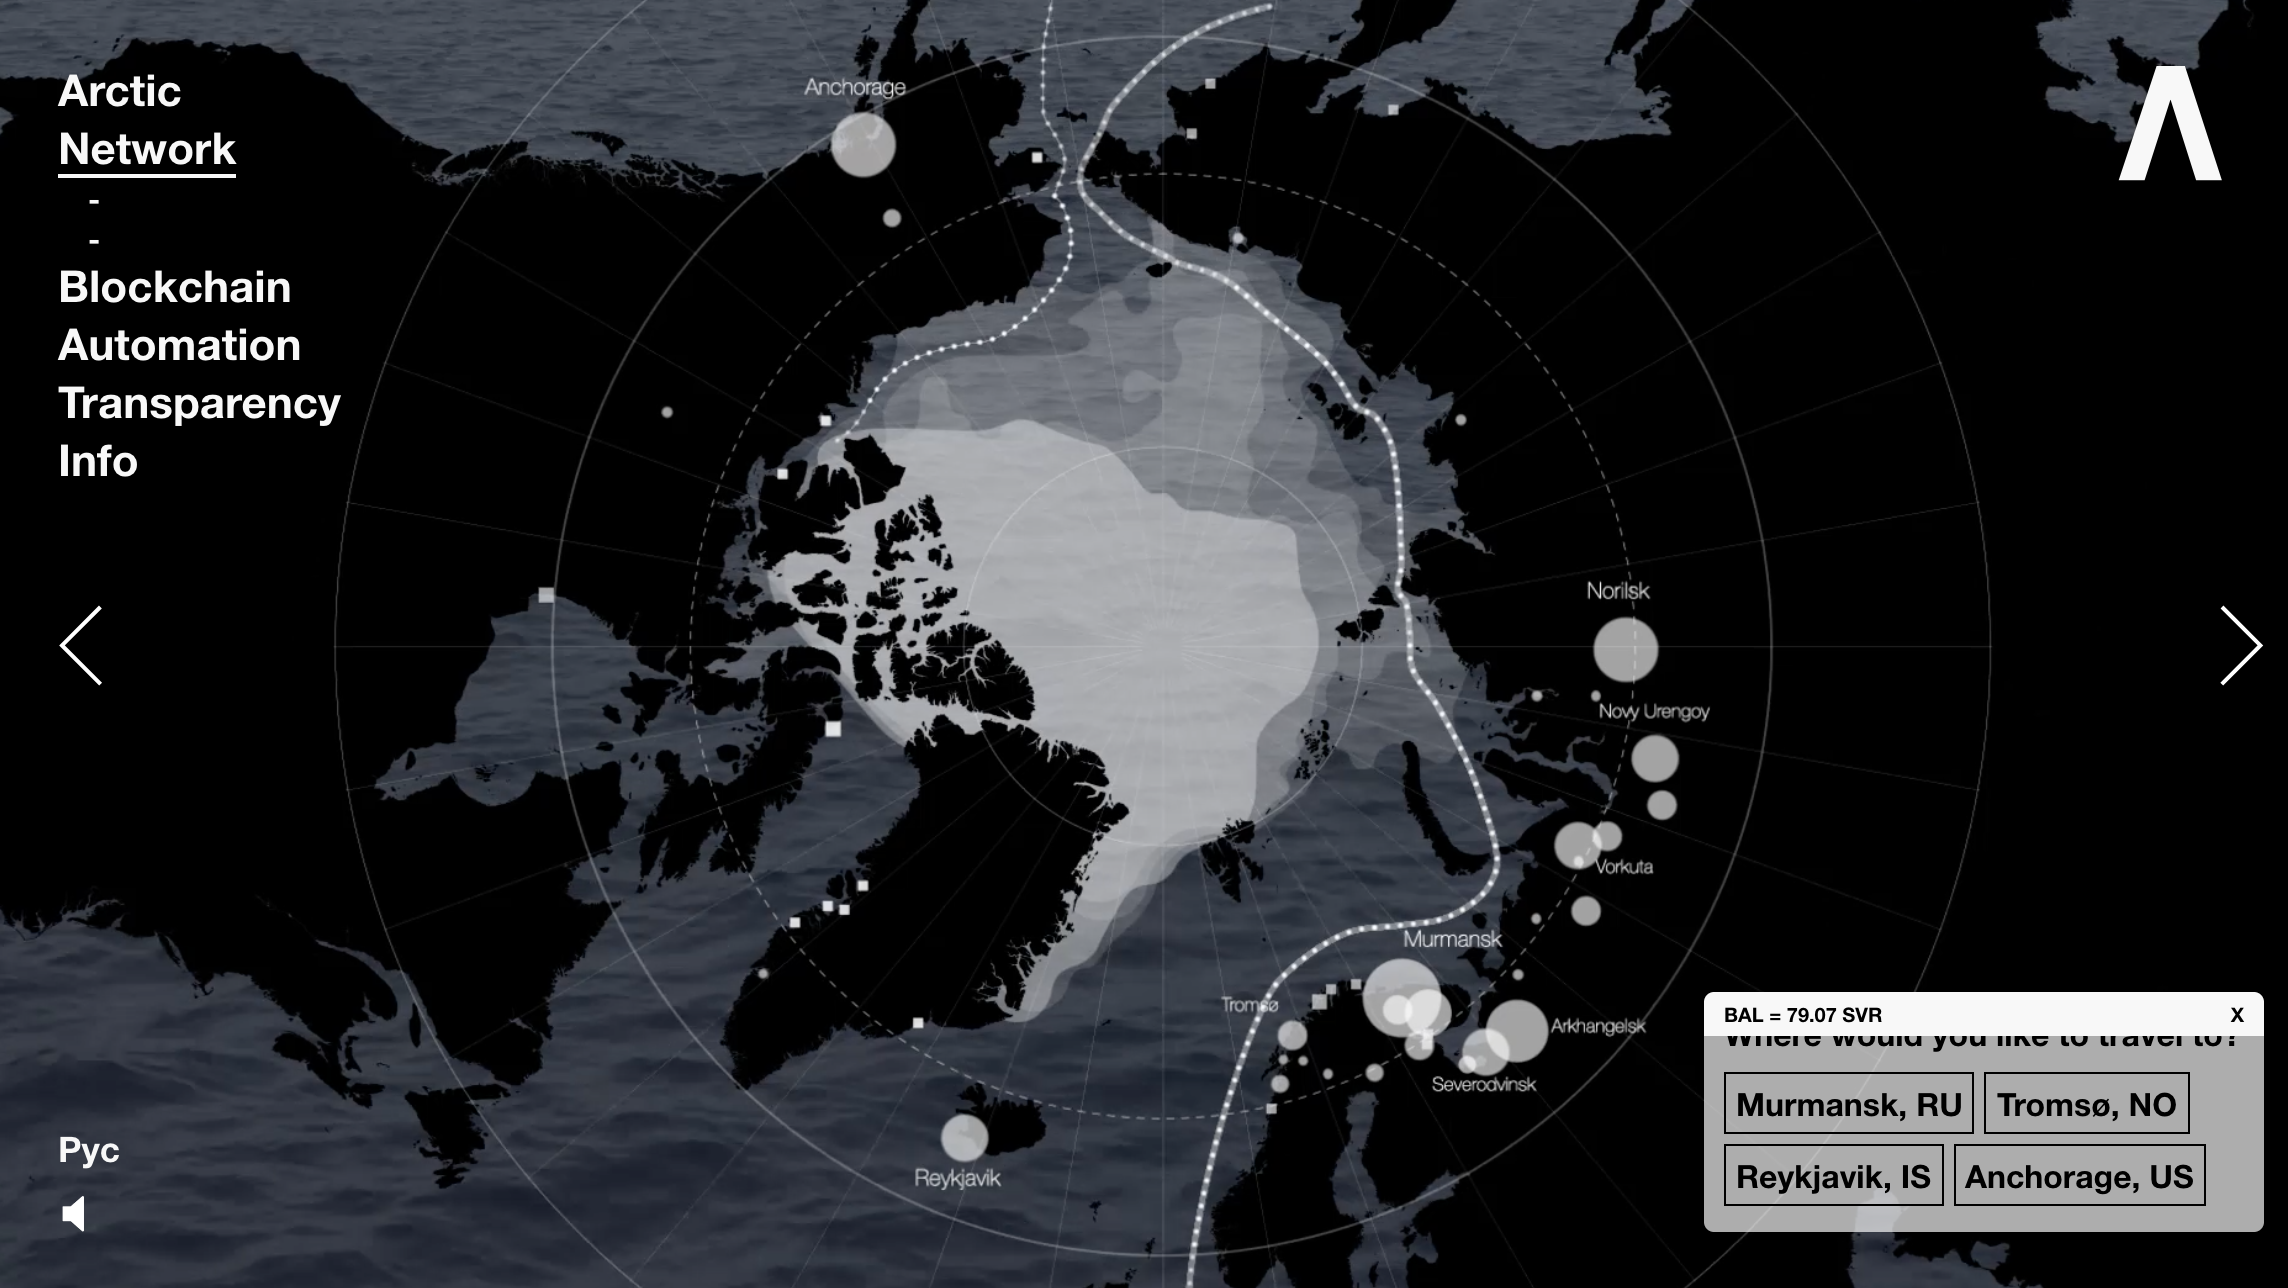 Arctic
Network
-
-
Blockchain
Automation
Transparency
Info
Рус
Anchorage
Norilsk
Novy Urengoy
Vorkuta
Murmansk
Tromsø
Arkhangelsk
Severodvinsk
Reykjavik
BAL = 79.07 SVR X
Where would you like to travel to?
Murmansk, RU Tromsø, NO
Reykjavik, IS Anchorage, US